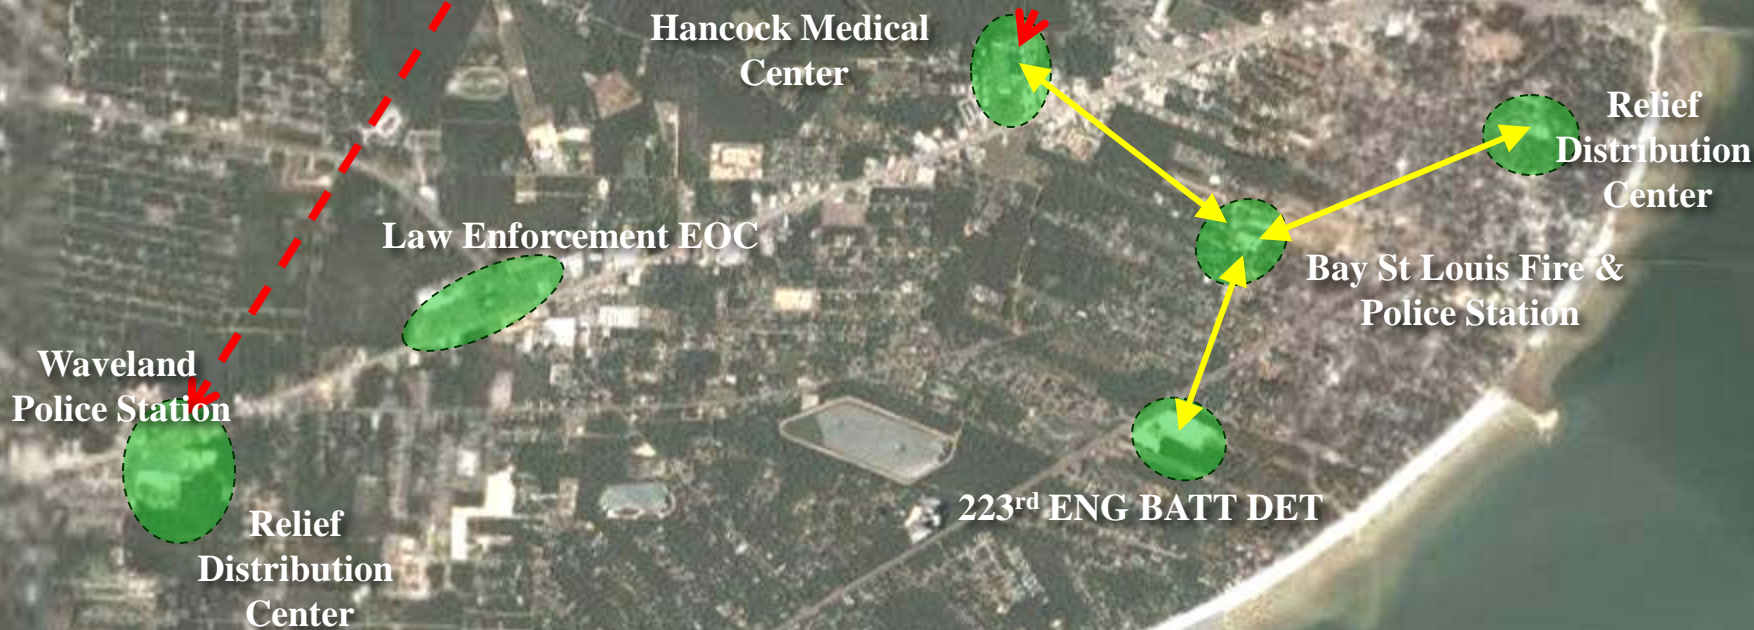 Hancock Medical
Center
Relief
Distribution
Center
Law Enforcement EOC
Bay St Louis Fire &
Police Station
Waveland
Police Station
223rd ENG BATT DET
Relief
Distribution
Center